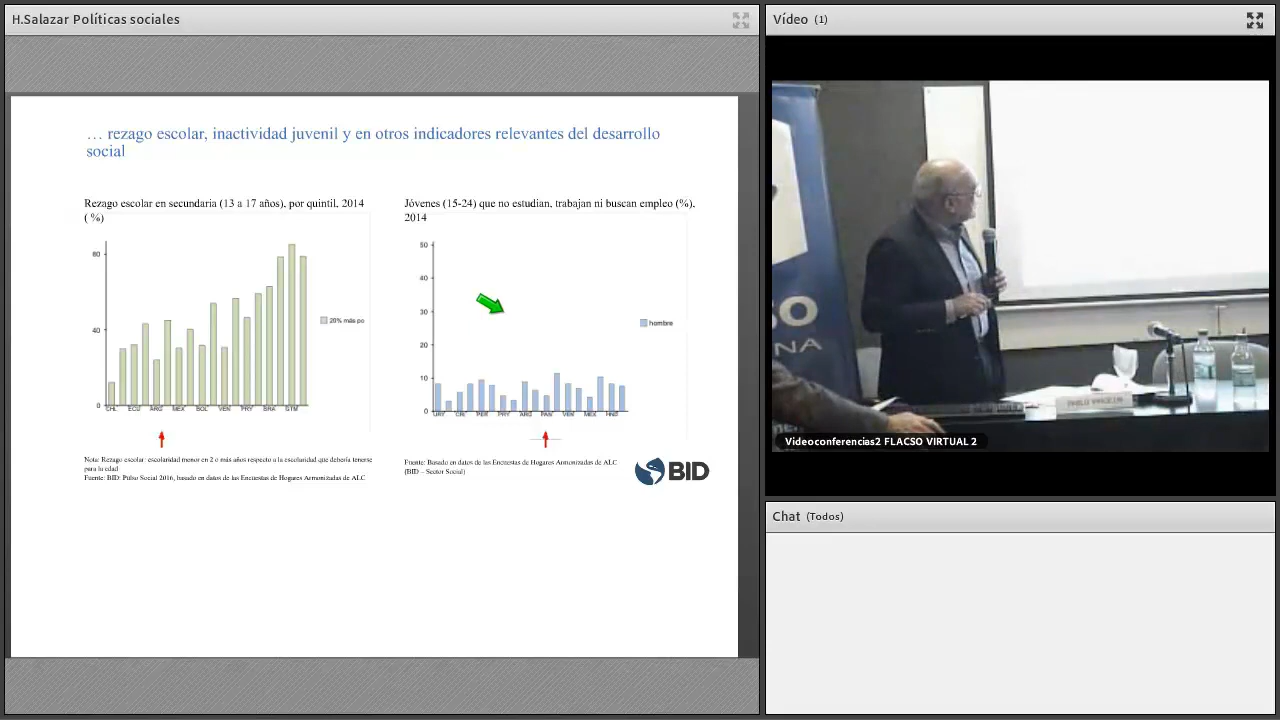 H.Salazar Políticas sociales
… rezago escolar, inactividad juvenil y en otros indicadores relevantes del desarrollo
social
Rezago escolar en secundaria (13 a 17 años), por quintil, 2014
( %)
80
40
0
CHL ECU ARG MEX BOL VEN PRY BRA GTM
20% más po
Nota: Rezago escolar: escolaridad menor en 2 o más años respecto a la escolaridad que debería tenerse
para la edad
Fuente: BID: Pulso Social 2016, basado en datos de las Encuestas de Hogares Armonizadas de ALC
Jóvenes (15-24) que no estudian, trabajan ni buscan empleo (%),
2014
50
40
30
20
10
0
URY CHL PER PRY ARG PAN VEN MEX HND
hombre
Fuente: Basado en datos de las Encuestas de Hogares Armonizadas de ALC
(BID – Sector Social)
BID
Vídeo (1)
SO
NA
Videoconferencias2 FLACSO VIRTUAL 2
Chat (Todos)